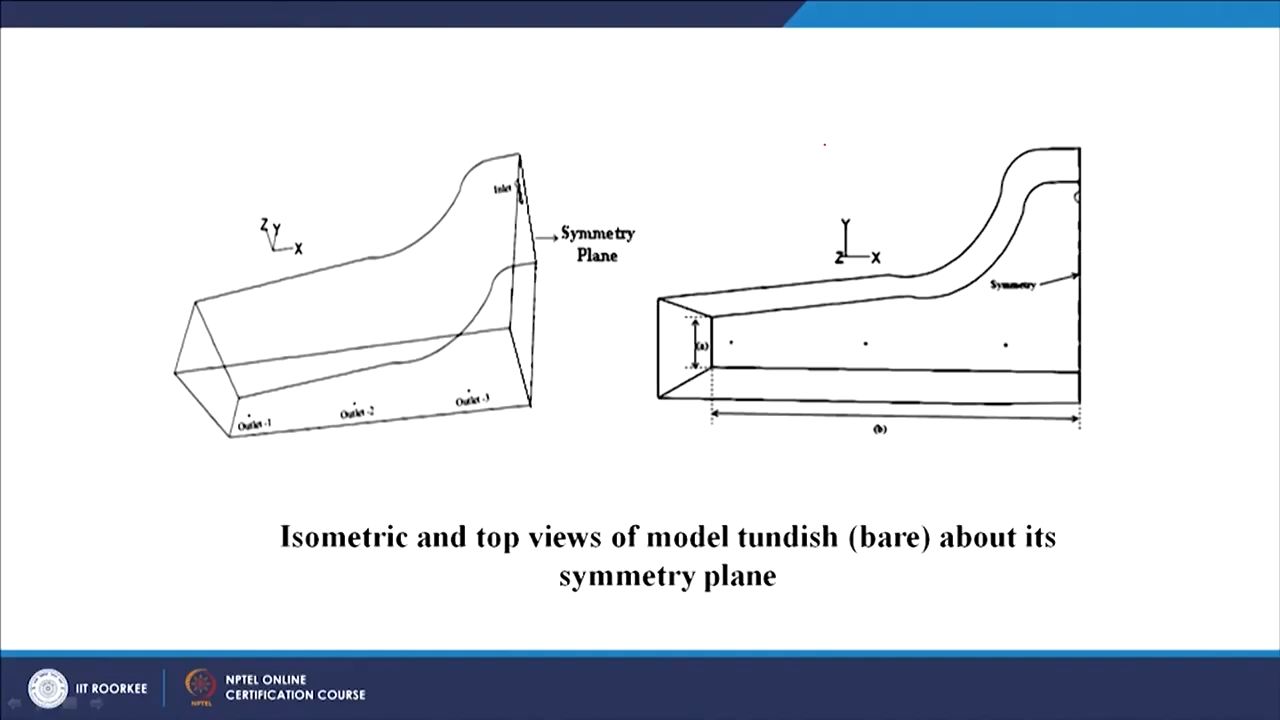 Inlet
Symmetry
Plane
Z Y
X
Outlet -1
Outlet -2
Outlet -3
Y
Z X
Symmetry
(a)
(b)
Isometric and top views of model tundish (bare) about its
symmetry plane
IIT ROORKEE
NPTEL
NPTEL ONLINE
CERTIFICATION COURSE